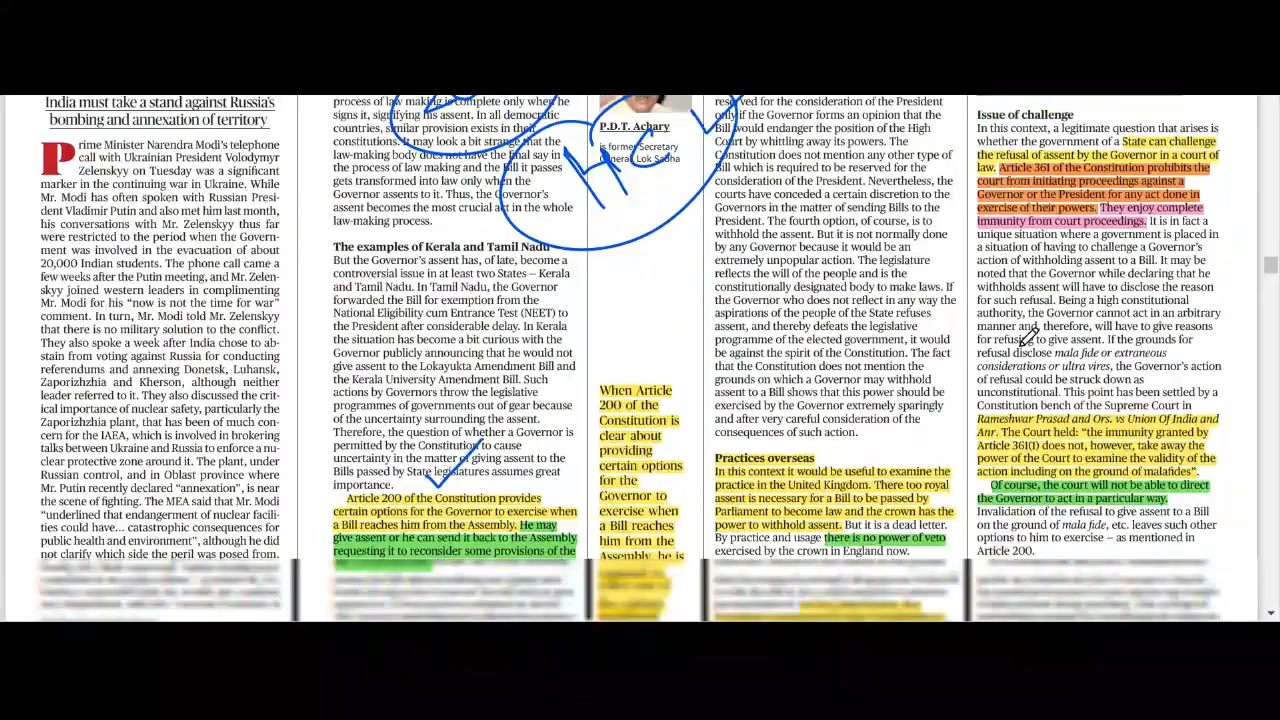 India must take a stand against Russia's
bombing and annexation of territory
Prime Minister Narendra Modi's telephone
call with Ukrainian President Volodymyr
Zelenskyy on Tuesday was a significant
marker in the continuing war in Ukraine. While
Mr. Modi has often spoken with Russian Presi-
dent Vladimir Putin and also met him last month,
his conversations with Mr. Zelenskyy thus far
were restricted to the period when the Govern-
ment was involved in the evacuation of about
20,000 Indian students. The phone call came a
few weeks after the Putin meeting, and Mr. Zelen-
skyy joined western leaders in complimenting
Mr. Modi for his "now is not the time for war"
comment. In turn, Mr. Modi told Mr. Zelenskyy
that there is no military solution to the conflict.
They also spoke a week after India chose to ab-
stain from voting against Russia for conducting
referendums and annexing Donetsk, Luhansk,
Zaporizhzhia and Kherson, although neither
leader referred to it. They also discussed the crit-
ical importance of nuclear safety, particularly the
Zaporizhzhia plant, that has been of much con-
cern for the IAEA, which is involved in brokering
talks between Ukraine and Russia to enforce a nu-
clear protective zone around it. The plant, under
Russian control, and in Oblast province where
Mr. Putin recently declared "annexation", is near
the scene of fighting. The MEA said that Mr. Modi
"underlined that endangerment of nuclear facili-
ties could have... catastrophic consequences for
public health and environment", although he did
not clarify which side the peril was posed from.
process of law making is complete only when he
signs it, signifying his assent. In all democratic
countries, similar provision exists in their
constitutions. It may look a bit strange that the
law-making body does not have the final say in
the process of law making and the Bill it passes
gets transformed into law only when the
Governor assents to it. Thus, the Governor's
assent becomes the most crucial act in the whole
law-making process.
The examples of Kerala and Tamil Nadu
But the Governor's assent has, of late, become a
controversial issue in at least two States – Kerala
and Tamil Nadu. In Tamil Nadu, the Governor
forwarded the Bill for exemption from the
National Eligibility cum Entrance Test (NEET) to
the President after considerable delay. In Kerala
the situation has become a bit curious with the
Governor publicly announcing that he would not
give assent to the Lokayukta Amendment Bill and
the Kerala University Amendment Bill. Such
actions by Governors throw the legislative
programmes of governments out of gear because
of the uncertainty surrounding the assent.
Therefore, the question of whether a Governor is
permitted by the Constitution to cause
uncertainty in the matter of giving assent to the
Bills passed by State legislatures assumes great
importance.
Article 200 of the Constitution provides
certain options for the Governor to exercise when
a Bill reaches him from the Assembly. He may
give assent or he can send it back to the Assembly
requesting it to reconsider some provisions of the
P.D.T. Achary
is former Secretary
General, Lok Sabha
When Article
200 of the
Constitution is
clear about
providing
certain options
for the
Governor to
exercise when
a Bill reaches
him from the
Assembly, he is
reserved for the consideration of the President
only if the Governor forms an opinion that the
Bill would endanger the position of the High
Court by whittling away its powers. The
Constitution does not mention any other type of
Bill which is required to be reserved for the
consideration of the President. Nevertheless, the
courts have conceded a certain discretion to the
Governors in the matter of sending Bills to the
President. The fourth option, of course, is to
withhold the assent. But it is not normally done
by any Governor because it would be an
extremely unpopular action. The legislature
reflects the will of the people and is the
constitutionally designated body to make laws. If
the Governor who does not reflect in any way the
aspirations of the people of the State refuses
assent, and thereby defeats the legislative
programme of the elected government, it would
be against the spirit of the Constitution. The fact
that the Constitution does not mention the
grounds on which a Governor may withhold
assent to a Bill shows that this power should be
exercised by the Governor extremely sparingly
and after very careful consideration of the
consequences of such action.
Practices overseas
In this context it would be useful to examine the
practice in the United Kingdom. There too royal
assent is necessary for a Bill to be passed by
Parliament to become law and the crown has the
power to withhold assent. But it is a dead letter.
By practice and usage there is no power of veto
exercised by the crown in England now.
Issue of challenge
In this context, a legitimate question that arises is
whether the government of a State can challenge
the refusal of assent by the Governor in a court of
law. Article 361 of the Constitution prohibits the
court from initiating proceedings against a
Governor or the President for any act done in
exercise of their powers. They enjoy complete
immunity from court proceedings. It is in fact a
unique situation where a government is placed in
a situation of having to challenge a Governor's
action of withholding assent to a Bill. It may be
noted that the Governor while declaring that he
withholds assent will have to disclose the reason
for such refusal. Being a high constitutional
authority, the Governor cannot act in an arbitrary
manner and, therefore, will have to give reasons
for refusing to give assent. If the grounds for
refusal disclose mala fide or extraneous
considerations or ultra vires, the Governor's action
of refusal could be struck down as
unconstitutional. This point has been settled by a
Constitution bench of the Supreme Court in
Rameshwar Prasad and Ors. vs Union Of India and
Anr. The Court held: "the immunity granted by
Article 361(1) does not, however, take away the
power of the Court to examine the validity of the
action including on the ground of malafides".
Of course, the court will not be able to direct
the Governor to act in a particular way.
Invalidation of the refusal to give assent to a Bill
on the ground of mala fide, etc. leaves such other
options to him to exercise – as mentioned in
Article 200.
HC